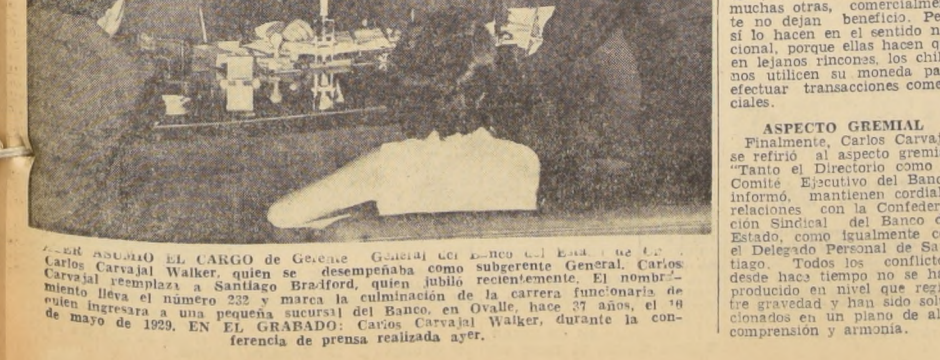 ASUMIO EL CARGO de Gerente General del Banco del
Carlos Carvajal Walker, quien se desempeñaba como subgerente General. Carlos
Carvajal reemplaza a Santiago Bradford, quien jubiló recientemente. El nombra-
miento lleva el número 232 y marca la culminación de la carrera funcionaria de
quien ingresara a una pequeña sucursal del Banco, en Ovalle, hace 37 años, el 16
de mayo de 1929. EN EL GRABADO: Carlos Carvajal Walker, durante la con-
ferencia de prensa realizada ayer.
muchas otras, comercialme
te no dejan beneficio. Pe
sí lo hacen en el sentido n
cional, porque ellas hacen q
en lejanos rincones, los chil
nos utilicen su moneda pa
efectuar transacciones come
ciales.
ASPECTO GREMIAL
Finalmente, Carlos Carvaj
se refirió al aspecto gremi
"Tanto el Directorio como
Comité Ejecutivo del Banc
informó, mantienen cordial
relaciones con la Confeder
ción Sindical del Banco d
Estado, como igualmente c
el Delegado Personal de Sa
tiago. Todos los conflicto
desde hace tiempo no se h
producido en nivel que regi
tre gravedad y han sido sol
cionados en un plano de al
comprensión y armonía.